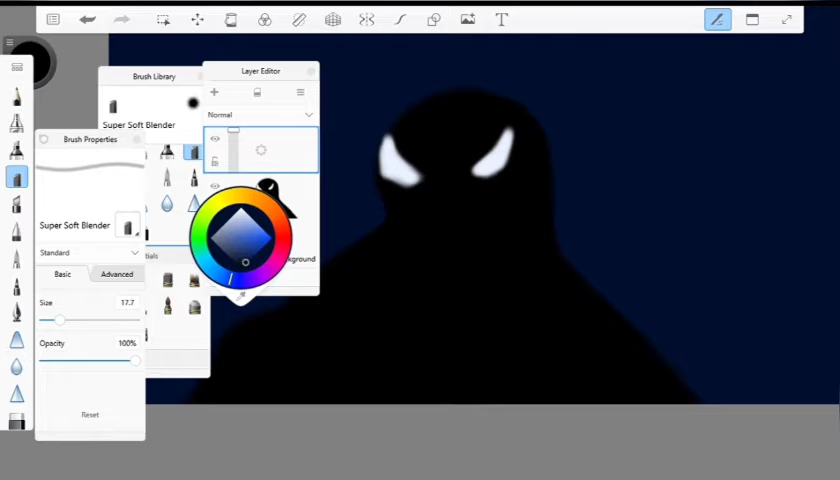 T
Brush Library
Super Soft Blender
Layer Editor
Normal
Brush Properties
Super Soft Blender
Standard
Basic
Advanced
Size
17.7
Opacity
100%
Reset